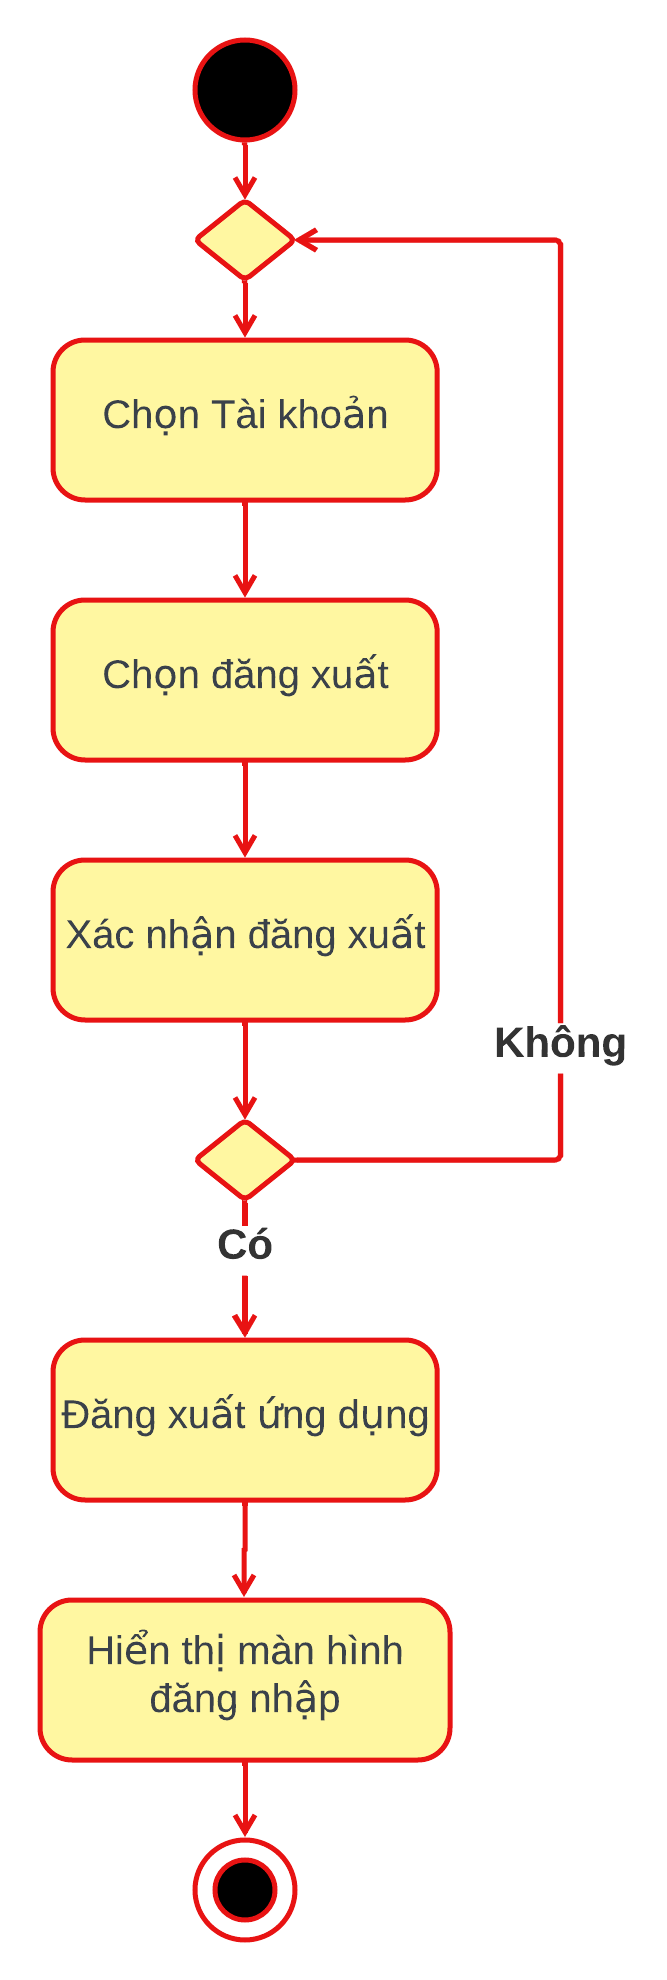 Chọn Tài khoản
Chọn đăng xuất
Xác nhận đăng xuất
Không
Có
Đăng xuất ứng dụng
Hiển thị màn hình
đăng nhập